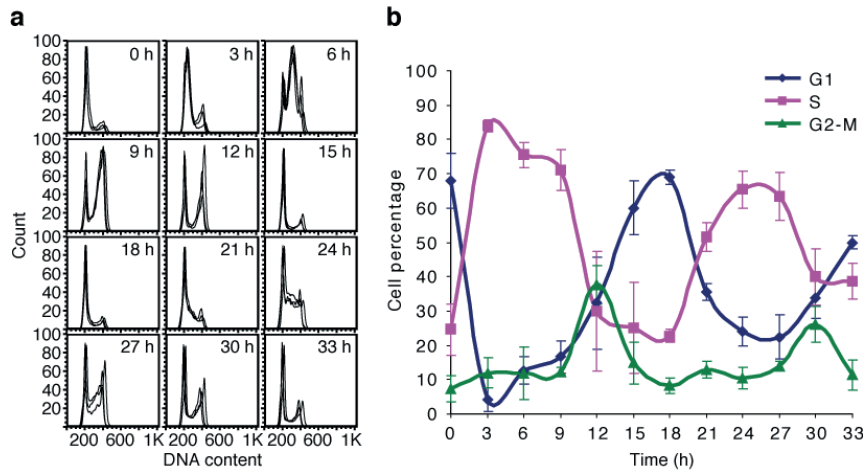 a
100
80
60
40
20
0 h
3 h
6 h
100
80
60
40
20
9 h
12 h
15 h
100
80
60
40
20
18 h
21 h
24 h
100
80
60
40
20
27 h
30 h
33 h
200 600 1K 200 600 1K 200 600 1K
Count
DNA content
b
G1
S
G2-M
100
90
80
70
60
50
40
30
20
10
0
Cell percentage
0 3 6 9 12 15 18 21 24 27 30 33
Time (h)